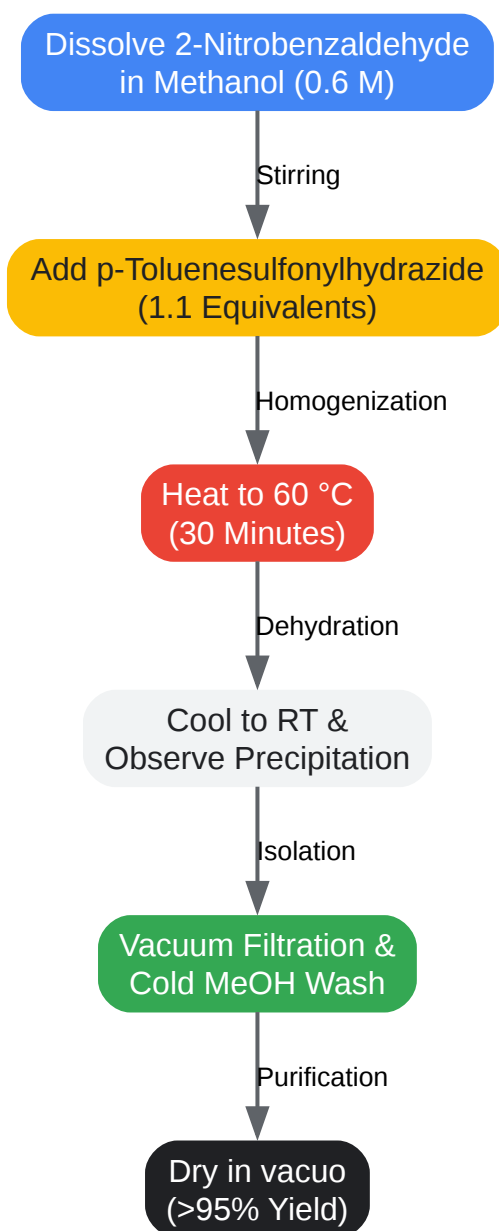 Dissolve 2-Nitrobenzaldehyde
in Methanol (0.6 M)
Stirring
Add p-Toluenesulfonylhydrazide
(1.1 Equivalents)
Homogenization
Heat to 60 °C
(30 Minutes)
Dehydration
Cool to RT &
Observe Precipitation
Isolation
Vacuum Filtration &
Cold MeOH Wash
Purification
Dry in vacuo
(>95% Yield)